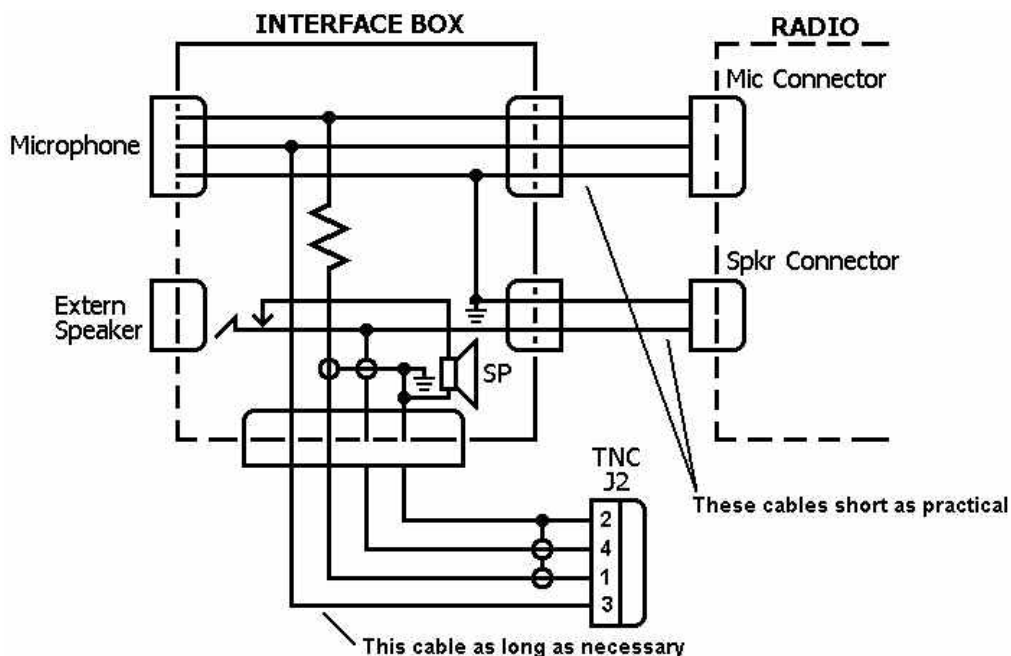 INTERFACE BOX
RADIO
Mic Connector
Microphone
Spkr Connector
Extern
Speaker
SP
TNC
J2
2
4
1
3
These cables short as practical
This cable as long as necessary